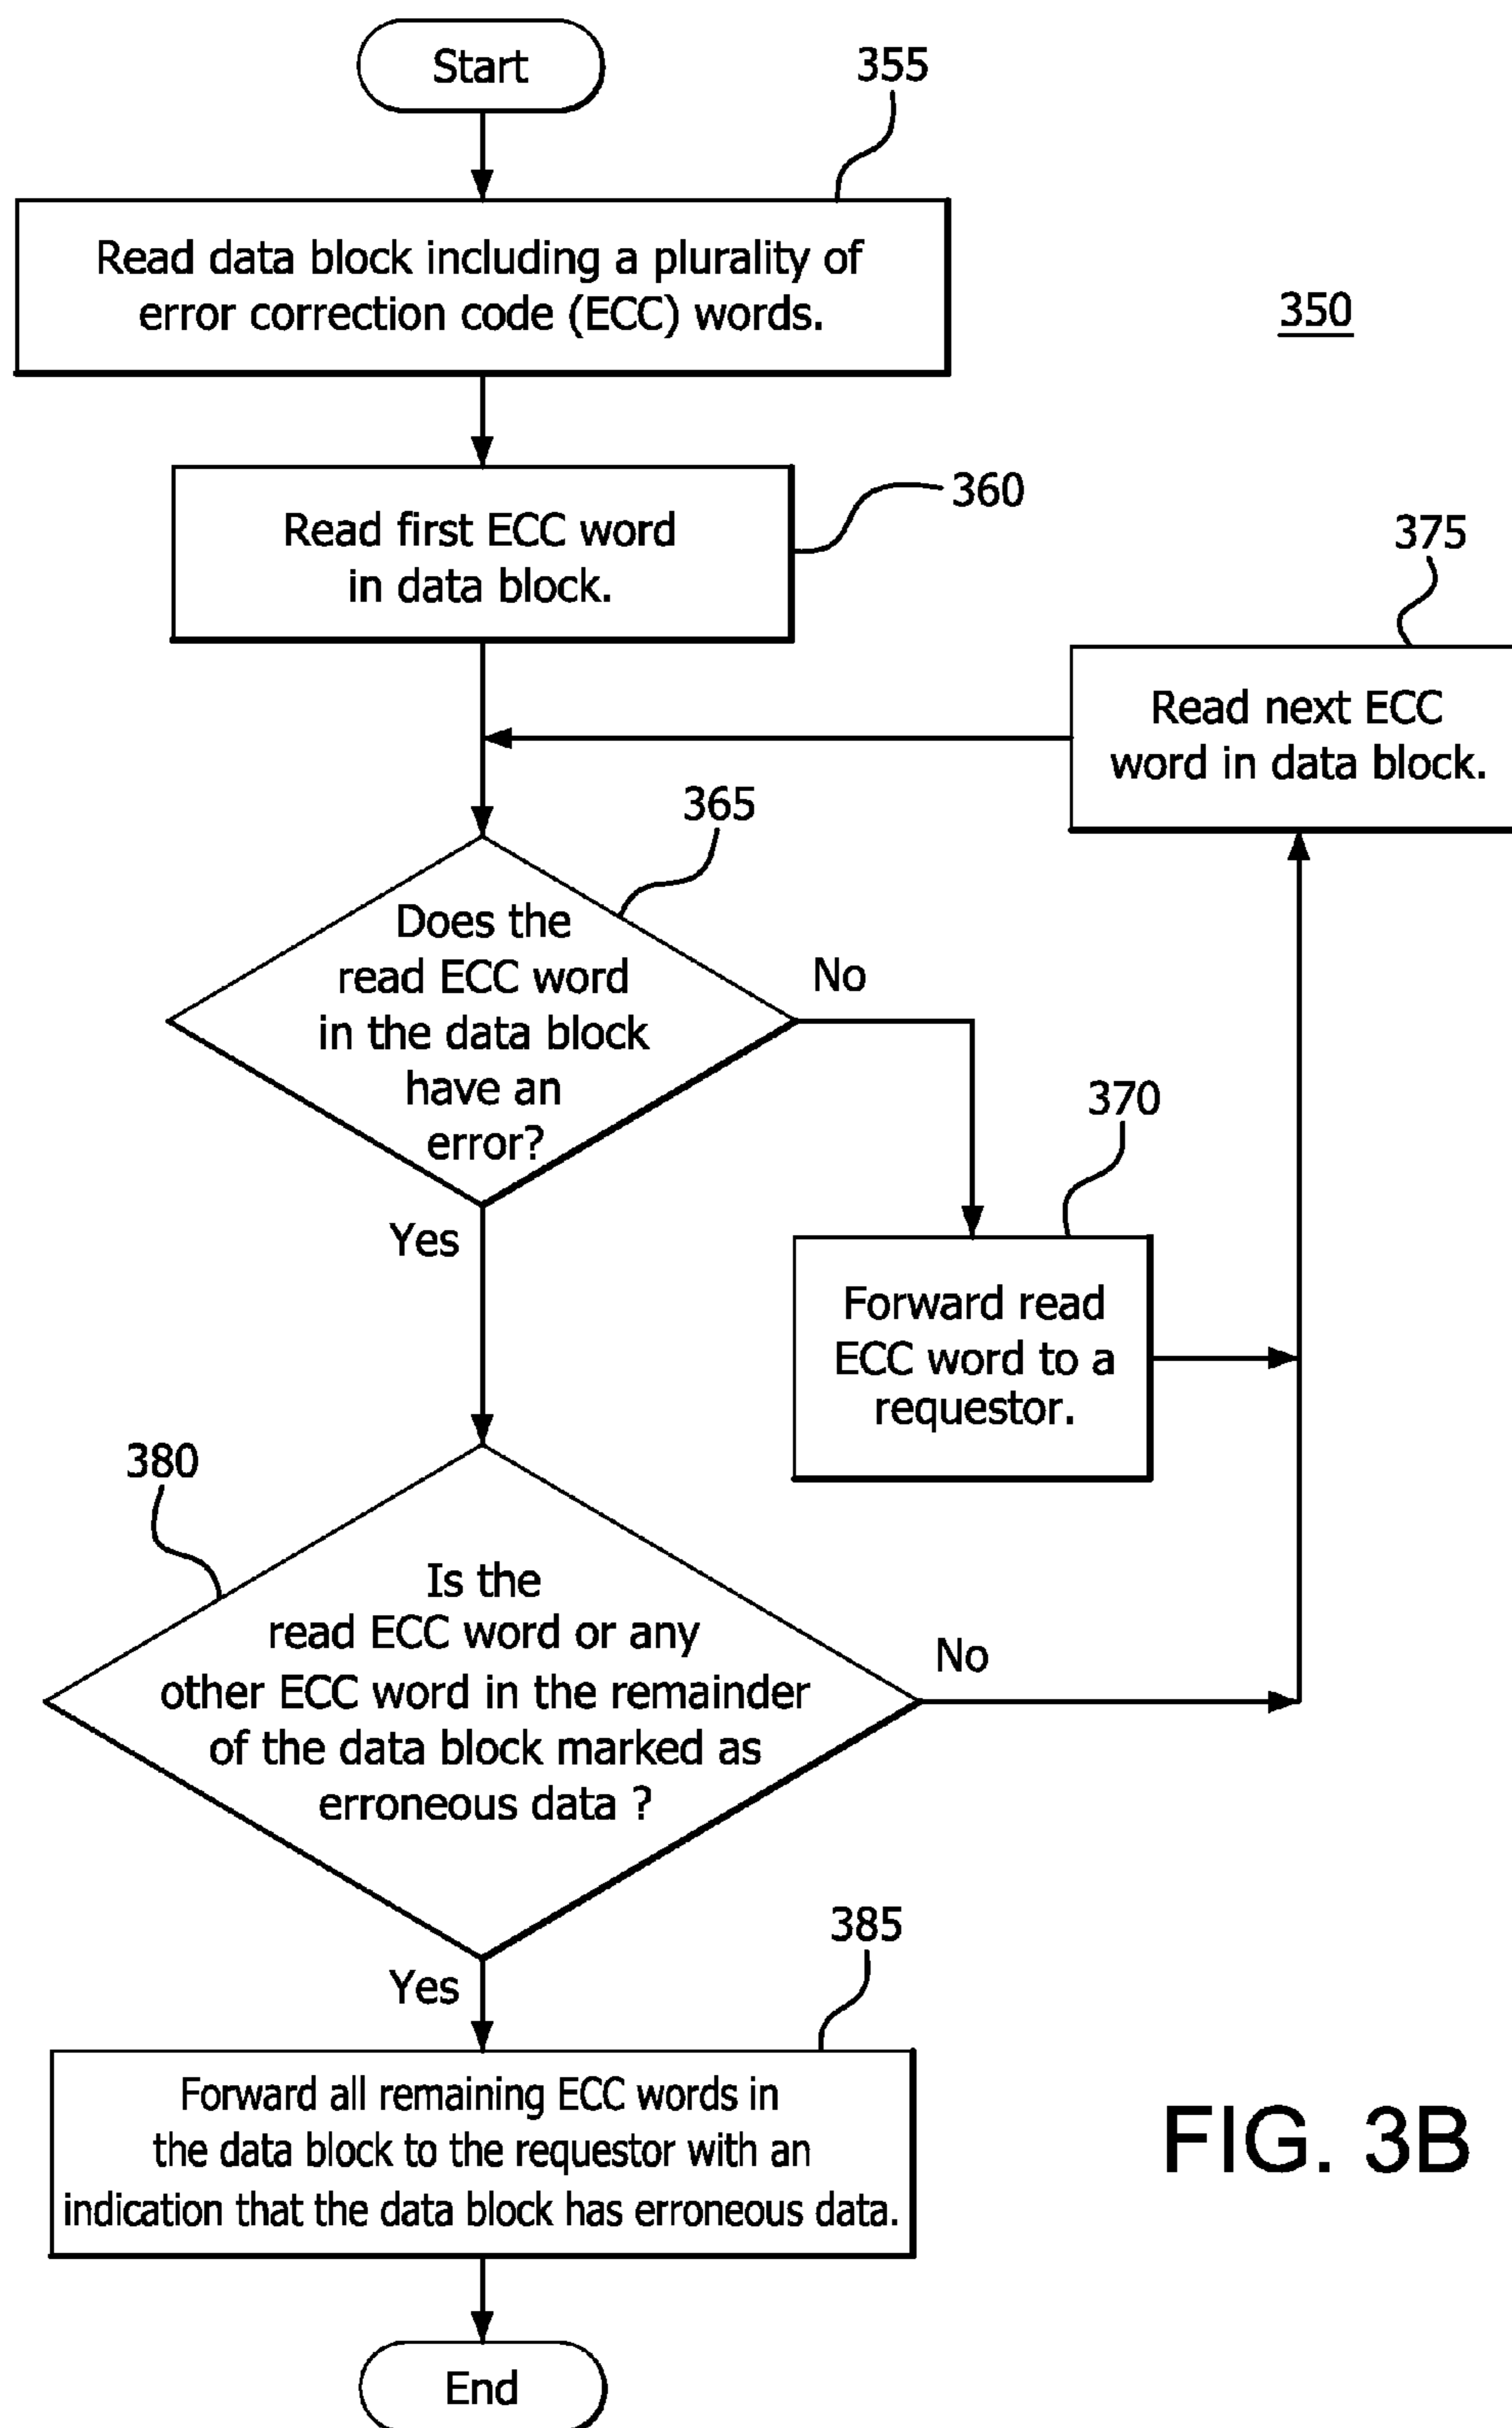 Start
355
Read data block including a plurality of
error correction code (ECC) words.
350
Read first ECC word
in data block.
360
375
Read next ECC
word in data block.
365
Does the
read ECC word
in the data block
have an
error?
No
370
Yes
Forward read
ECC word to a
requestor.
380
Is the
read ECC word or any
other ECC word in the remainder
of the data block marked as
erroneous data ?
No
385
Yes
Forward all remaining ECC words in
the data block to the requestor with an
indication that the data block has erroneous data.
FIG. 3B
End